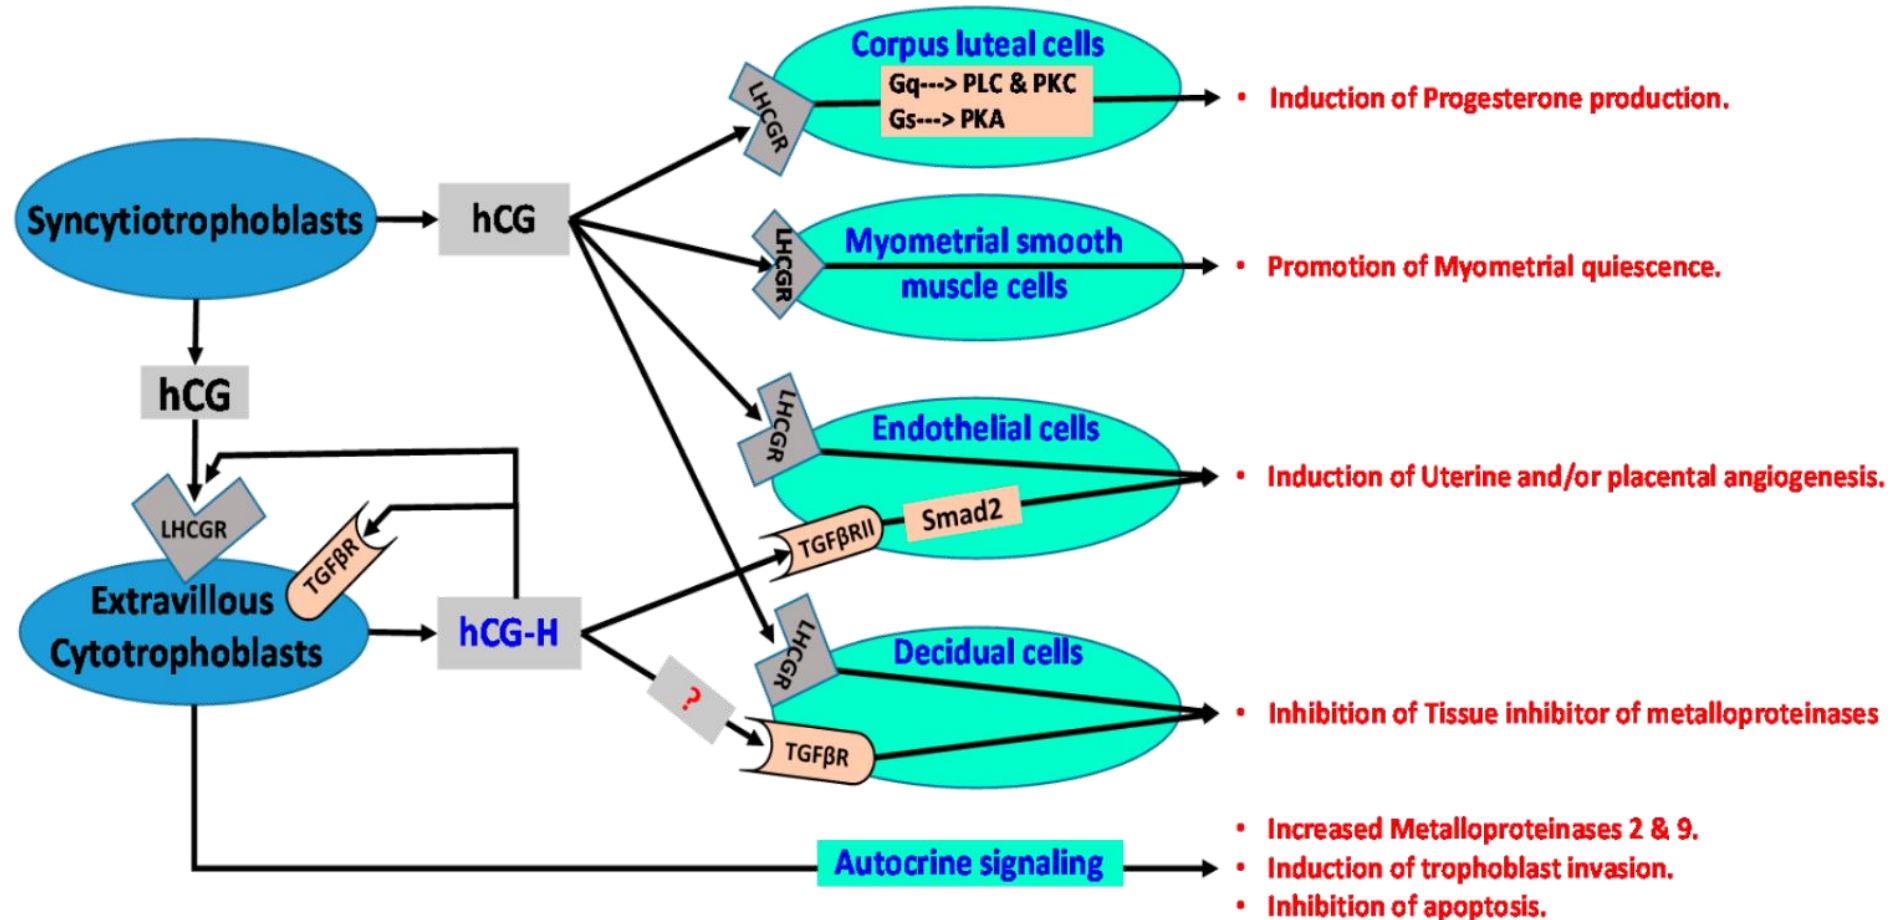 Corpus luteal cells
Gq---> PLC & PKC
Gs---> PKA
LHCGR
• Induction of Progesterone production.
Syncytiotrophoblasts
hCG
LHCGR
Myometrial smooth
muscle cells
• Promotion of Myometrial quiescence.
hCG
LHCGR
Endothelial cells
• Induction of Uterine and/or placental angiogenesis.
LHCGR
TGFβR
TGFβRII
Smad2
Extravillous
Cytotrophoblasts
hCG-H
LHCGR
Decidual cells
?
TGFβR
• Inhibition of Tissue inhibitor of metalloproteinases
Autocrine signaling
• Increased Metalloproteinases 2 & 9.
• Induction of trophoblast invasion.
• Inhibition of apoptosis.